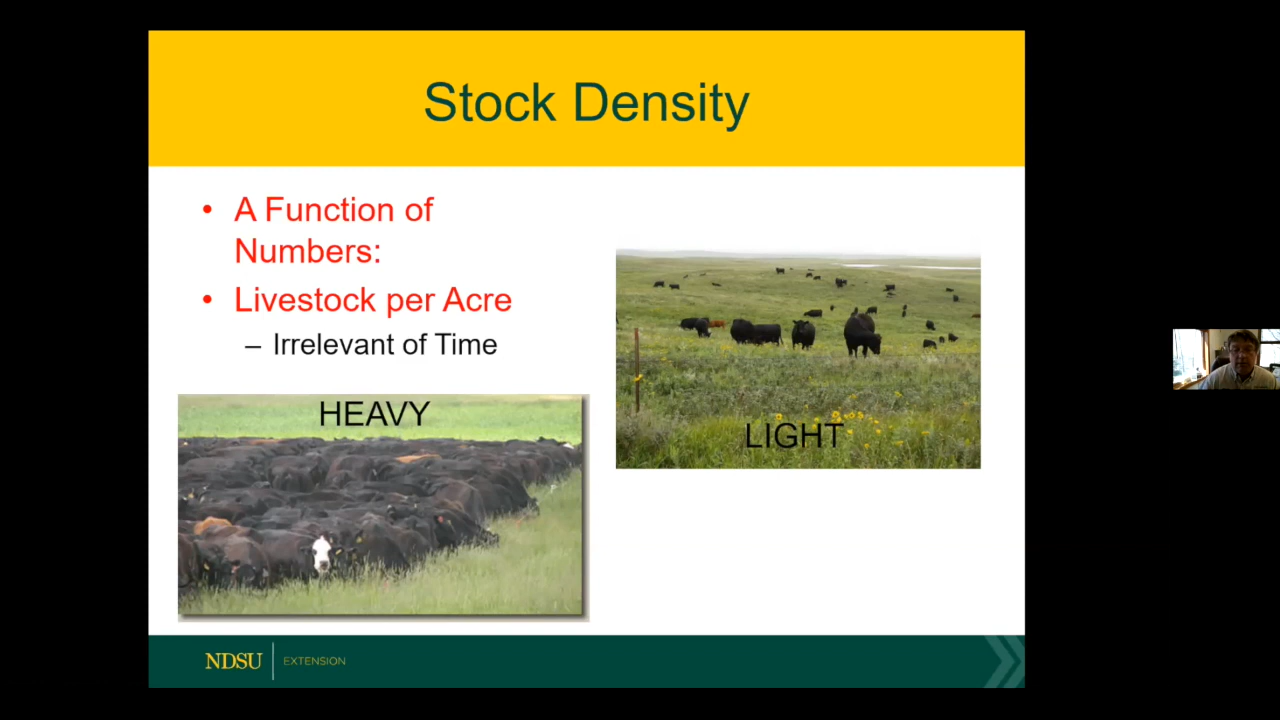 Stock Density
• A Function of
Numbers:
• Livestock per Acre
– Irrelevant of Time
HEAVY
LIGHT
NDSU EXTENSION